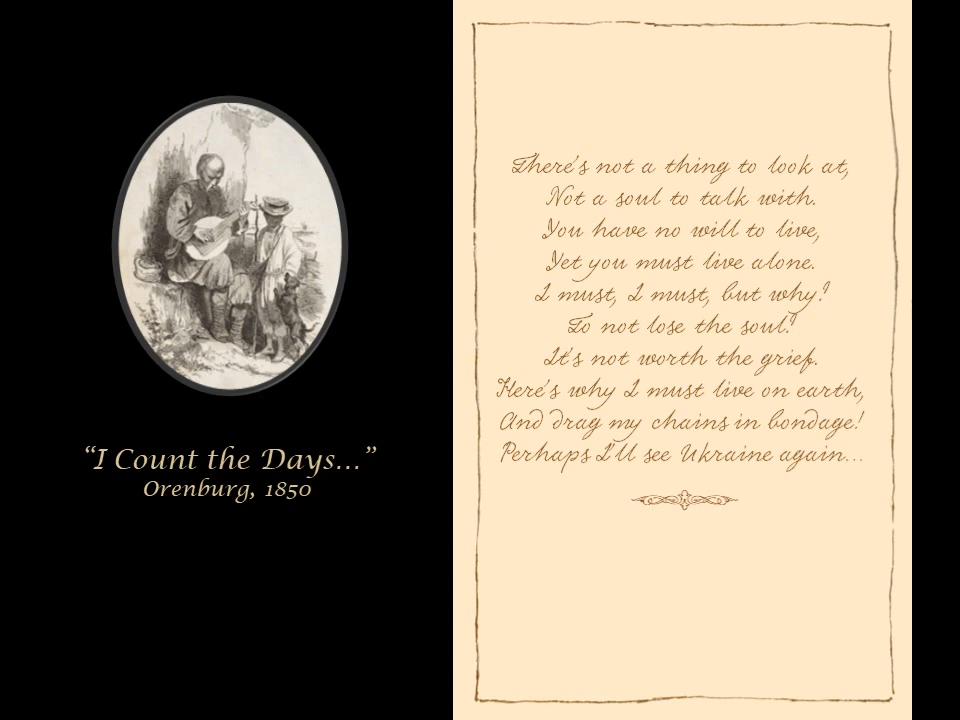 “I Count the Days...”
Orenburg, 1850
There's not a thing to look at,
Not a soul to talk with.
You have no will to live,
Yet you must live alone.
I must, I must, but why?
To not lose the soul?
It's not worth the grief.
Here's why I must live on earth,
And drag my chains in bondage!
Perhaps I'll see Ukraine again...